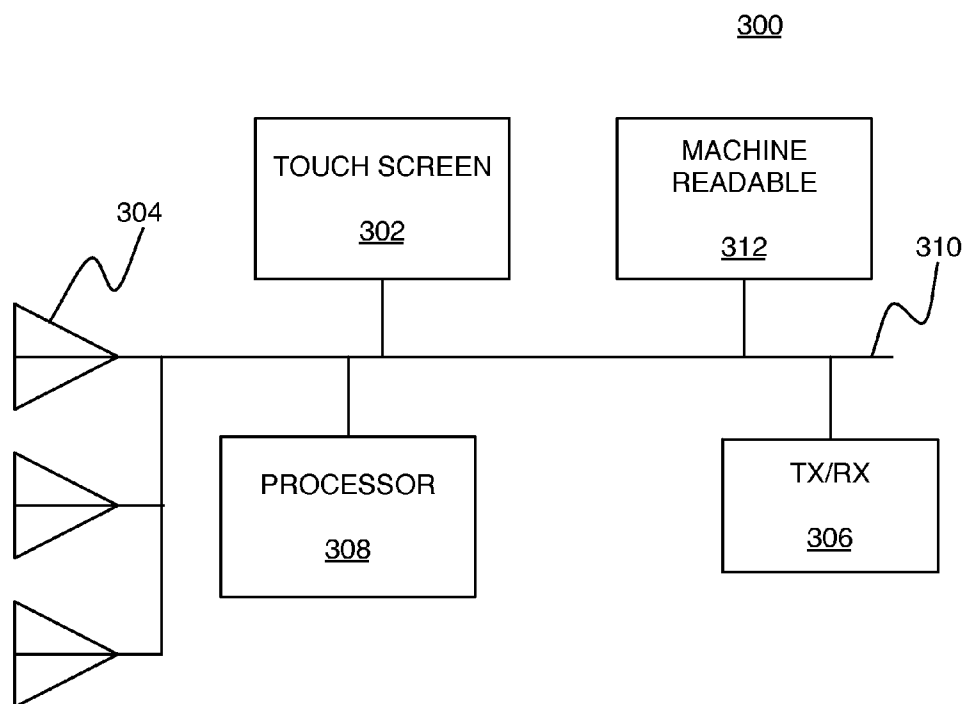 300
TOUCH SCREEN
302
MACHINE
READABLE
312
304
310
PROCESSOR
308
TX/RX
306